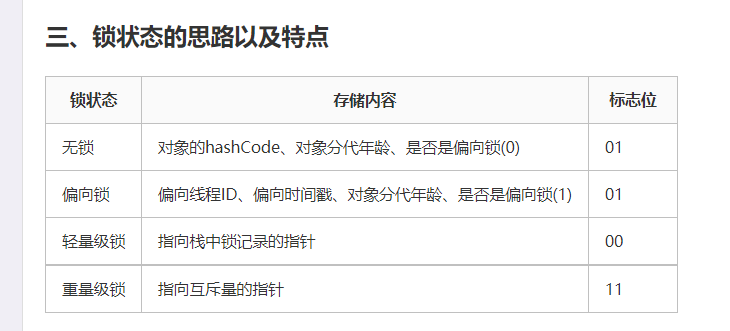 三、锁状态的思路以及特点
锁状态 存储内容 标志位
无锁 对象的hashCode、对象分代年龄、是否是偏向锁(0) 01
偏向锁 偏向线程ID、偏向时间戳、对象分代年龄、是否是偏向锁(1) 01
轻量级锁 指向栈中锁记录的指针 00
重量级锁 指向互斥量的指针 11